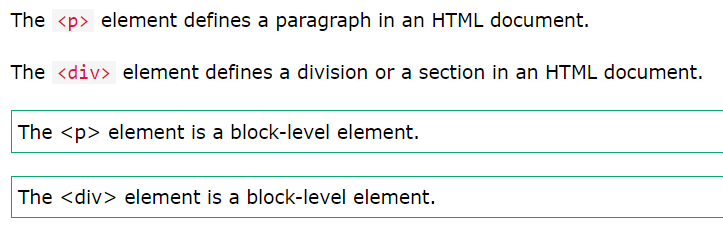 The <p> element defines a paragraph in an HTML document.
The <div> element defines a division or a section in an HTML document.
The <p> element is a block-level element.
The <div> element is a block-level element.